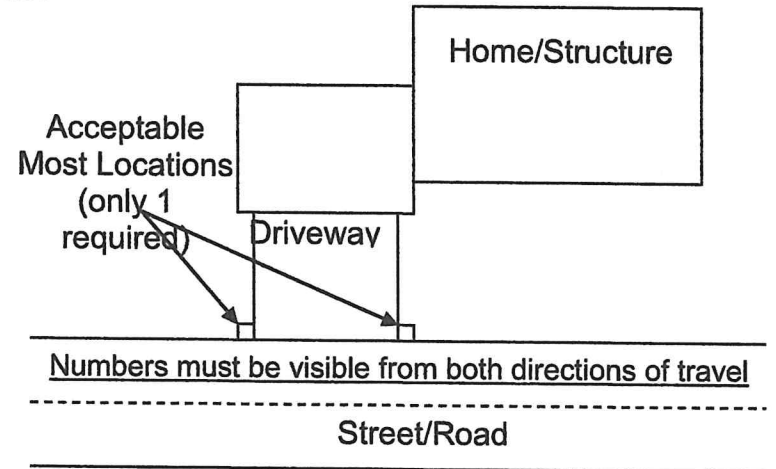 Home/Structure
Acceptable
Most Locations
(only 1
required)
Driveway
Numbers must be visible from both directions of travel
Street/Road